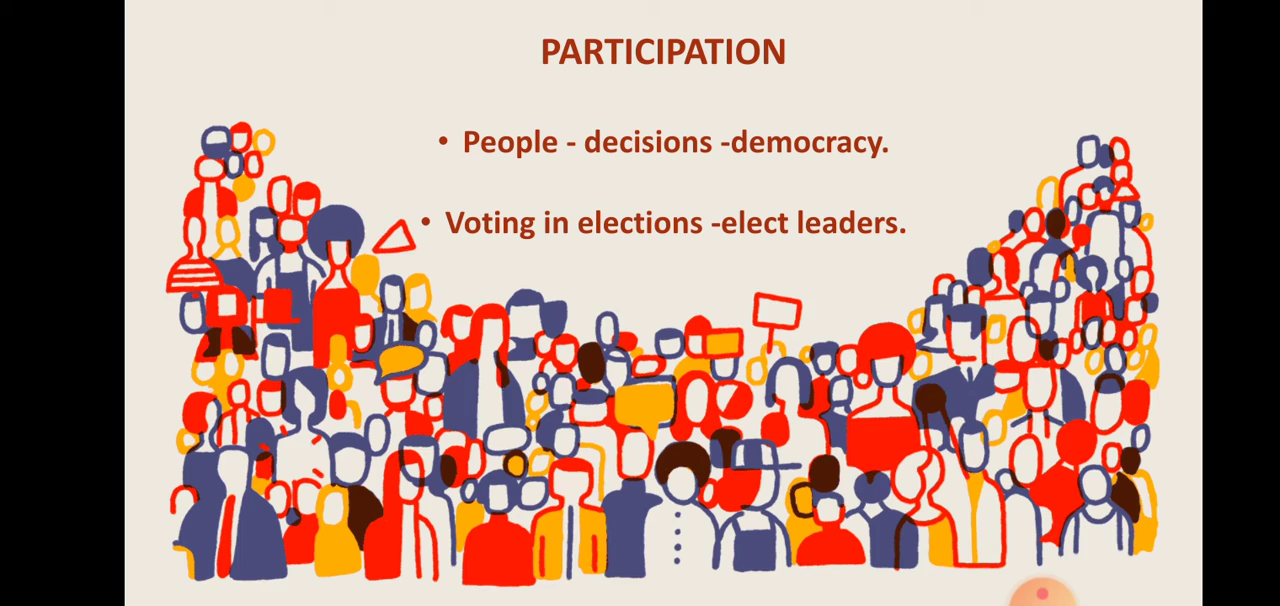 PARTICIPATION
• People - decisions -democracy.
• Voting in elections -elect leaders.